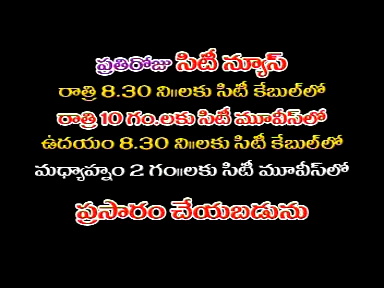 ప్రతిరోజు సిటీ న్యూస్
రాత్రి 8.30 ని॥లకు సిటీ కేబుల్‌లో
రాత్రి 10 గం.లకు సిటీ మూవీస్‌లో
ఉదయం 8.30 ని॥లకు సిటీ కేబుల్‌లో
మధ్యాహ్నం 2 గం॥లకు సిటీ మూవీస్‌లో
ప్రసారం చేయబడును